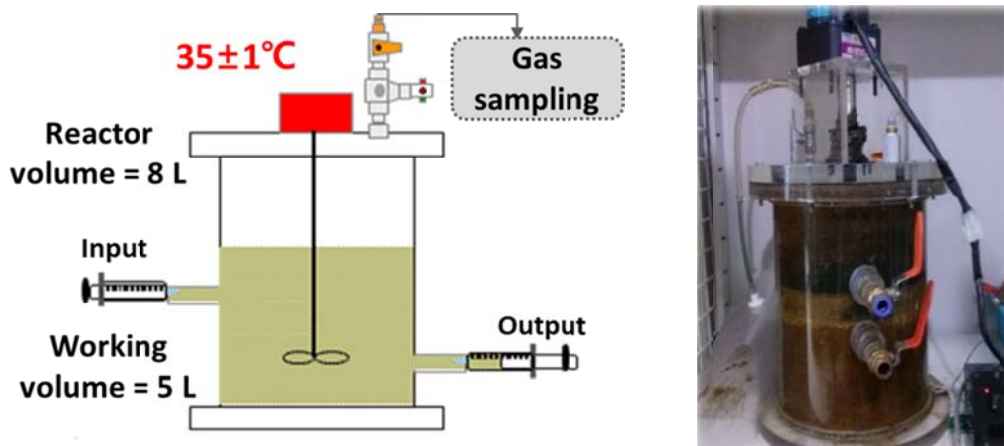 35±1℃
Gas
sampling
Reactor
volume = 8 L
Input
Output
Working
volume = 5 L